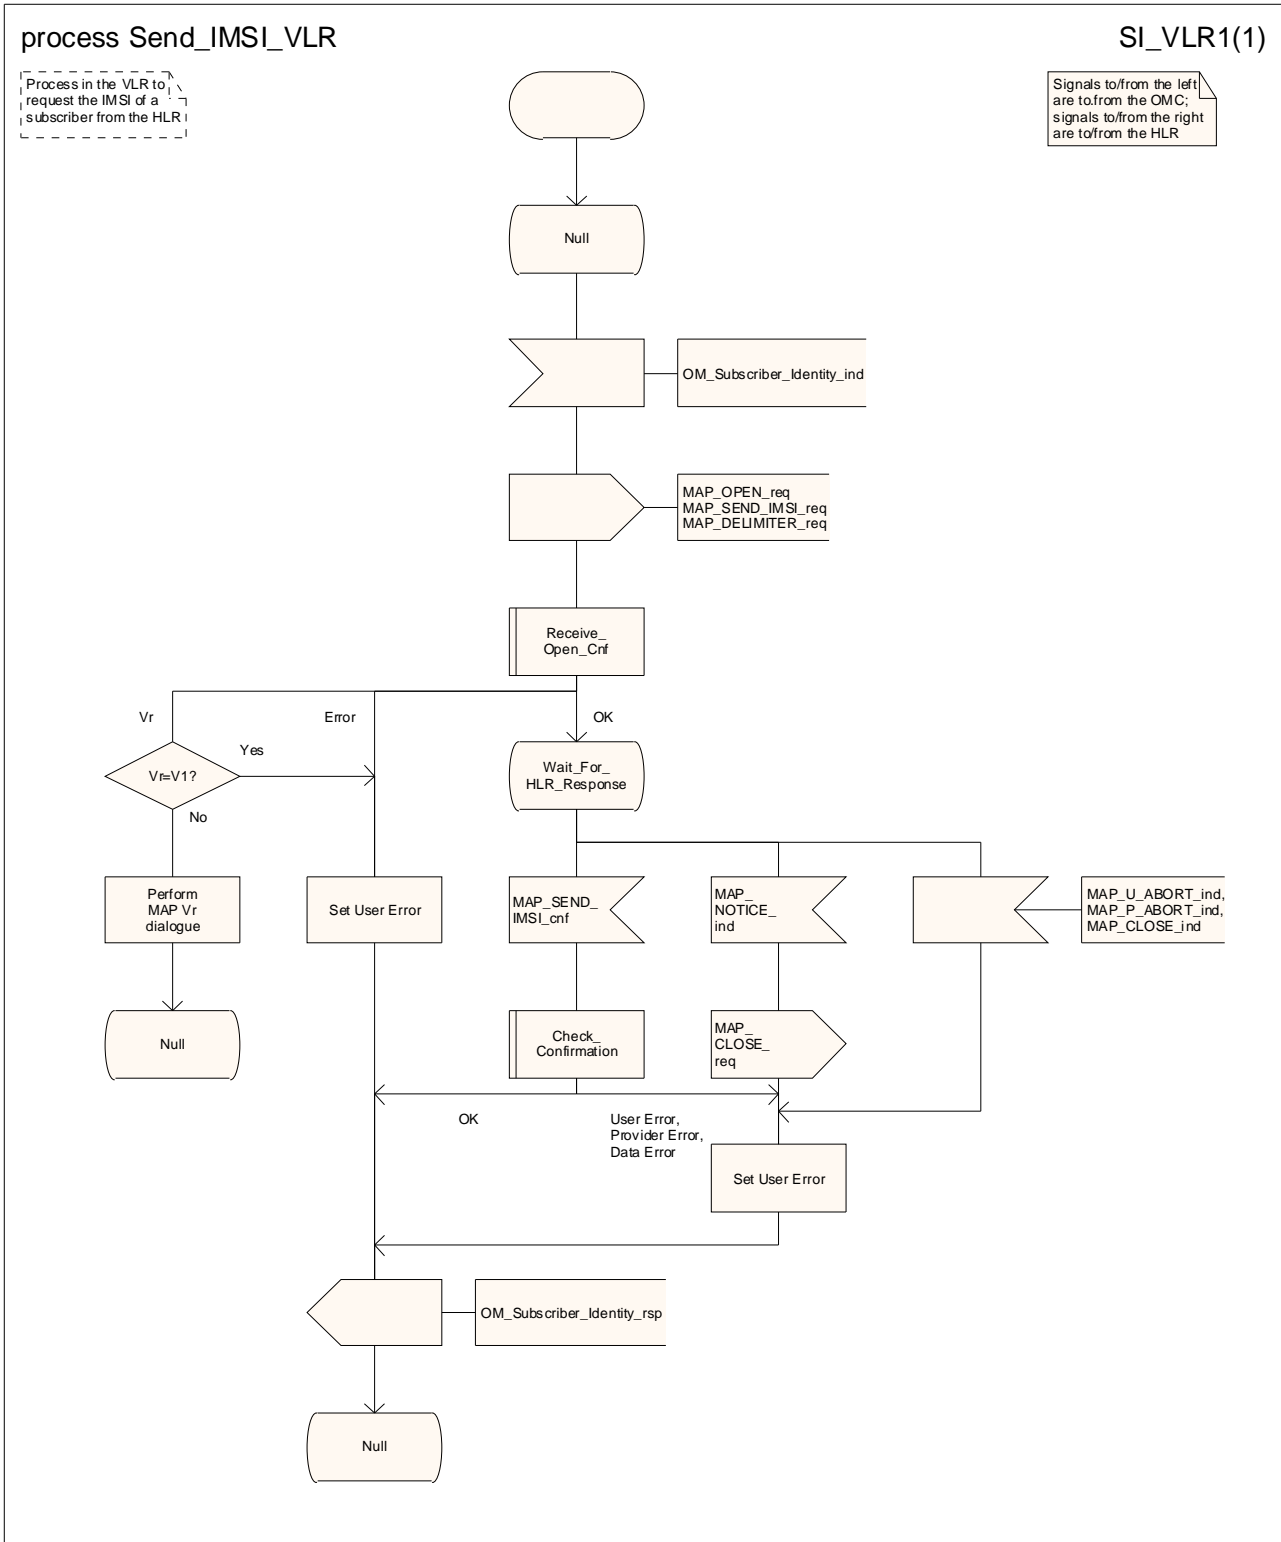 process Send_IMSI_VLR
SI_VLR1(1)
Process in the VLR to
request the IMSI of a
subscriber from the HLR
Signals to/from the left
are to.from the OMC;
signals to/from the right
are to/from the HLR
Null
OM_Subscriber_Identity_ind
MAP_OPEN_req
MAP_SEND_IMSI_req
MAP_DELIMITER_req
Receive_
Open_Cnf
Vr
Error
OK
Yes
Vr=V1?
Wait_For_
HLR_Response
No
Perform
MAP Vr
dialogue
Set User Error
MAP_SEND_
IMSI_cnf
MAP_
NOTICE_
ind
MAP_U_ABORT_ind,
MAP_P_ABORT_ind,
MAP_CLOSE_ind
Null
Check_
Confirmation
MAP_
CLOSE_
req
OK
User Error,
Provider Error,
Data Error
Set User Error
OM_Subscriber_Identity_rsp
Null